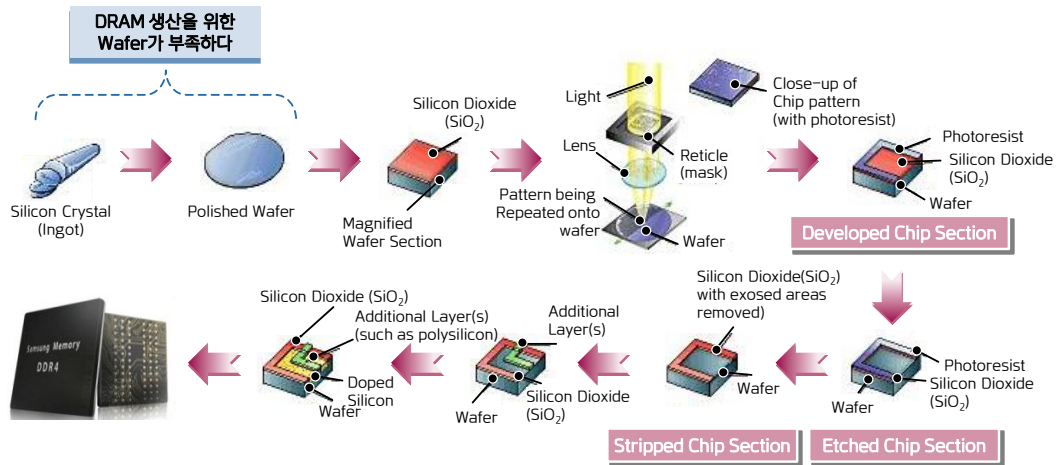 DRAM 생산을 위한
Wafer가 부족하다
Silicon Crystal
(Ingot)
Polished Wafer
Silicon Dioxide
(SiO₂)
Magnified
Wafer Section
Light
Lens
Pattern being
Repeated onto
wafer
Reticle
(mask)
Wafer
Close-up of
Chip pattern
(with photoresist)
Photoresist
Silicon Dioxide
(SiO₂)
Wafer
Developed Chip Section
Photoresist
Silicon Dioxide
(SiO₂)
Wafer
Etched Chip Section
Silicon Dioxide(SiO₂)
with exosed areas
removed)
Wafer
Stripped Chip Section
Additional
Layer(s)
Silicon Dioxide
(SiO₂)
Wafer
Silicon Dioxide (SiO₂)
Additional Layer(s)
(such as polysilicon)
Doped
Silicon
Wafer
Samsung Memory
DDR4